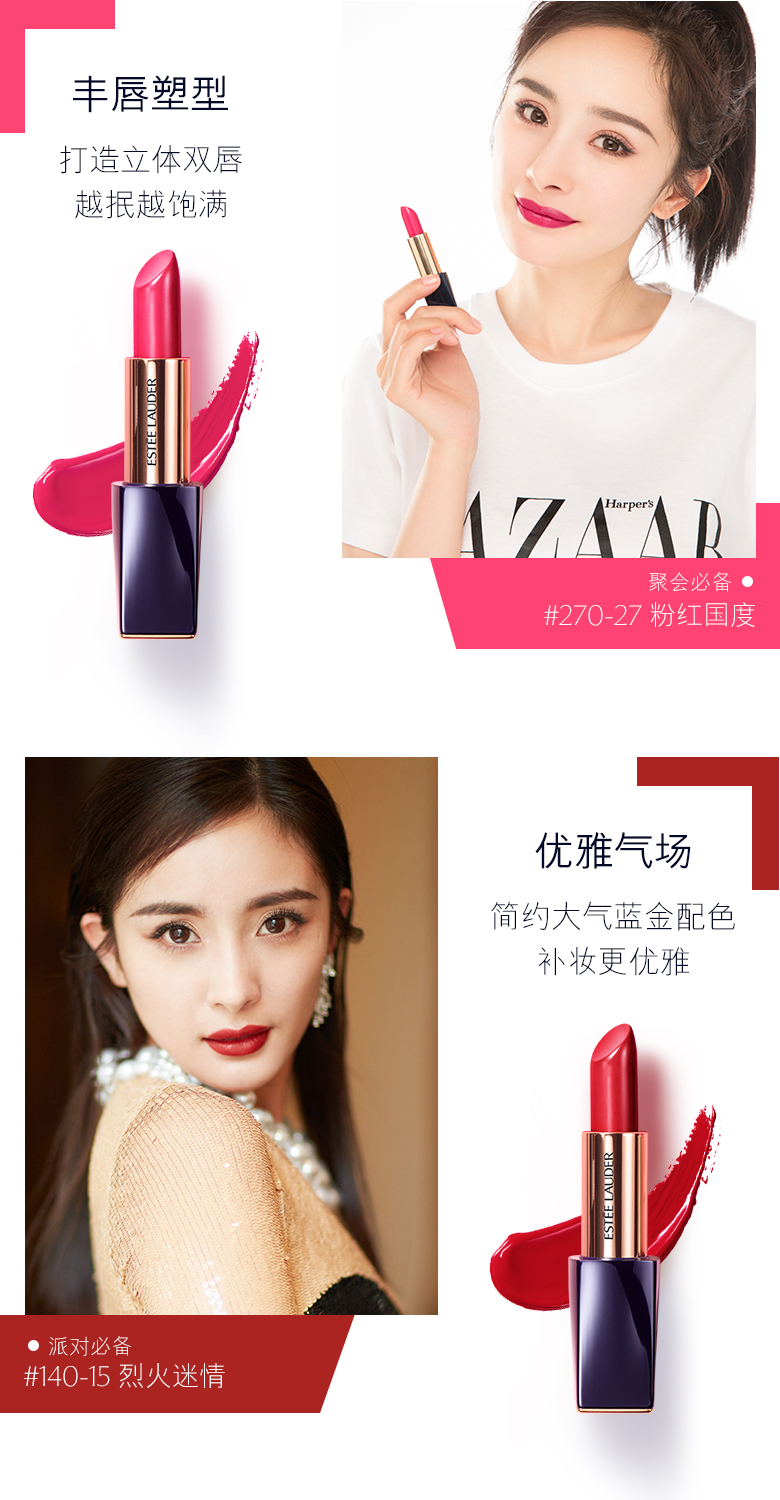 丰唇塑型
打造立体双唇
越抿越饱满
ESTEE LAUDER
Harper's
BAZAAR
聚会必备
#270-27 粉红国度
优雅气场
简约大气蓝金配色
补妆更优雅
ESTEE LAUDER
派对必备
#140-15 烈火迷情